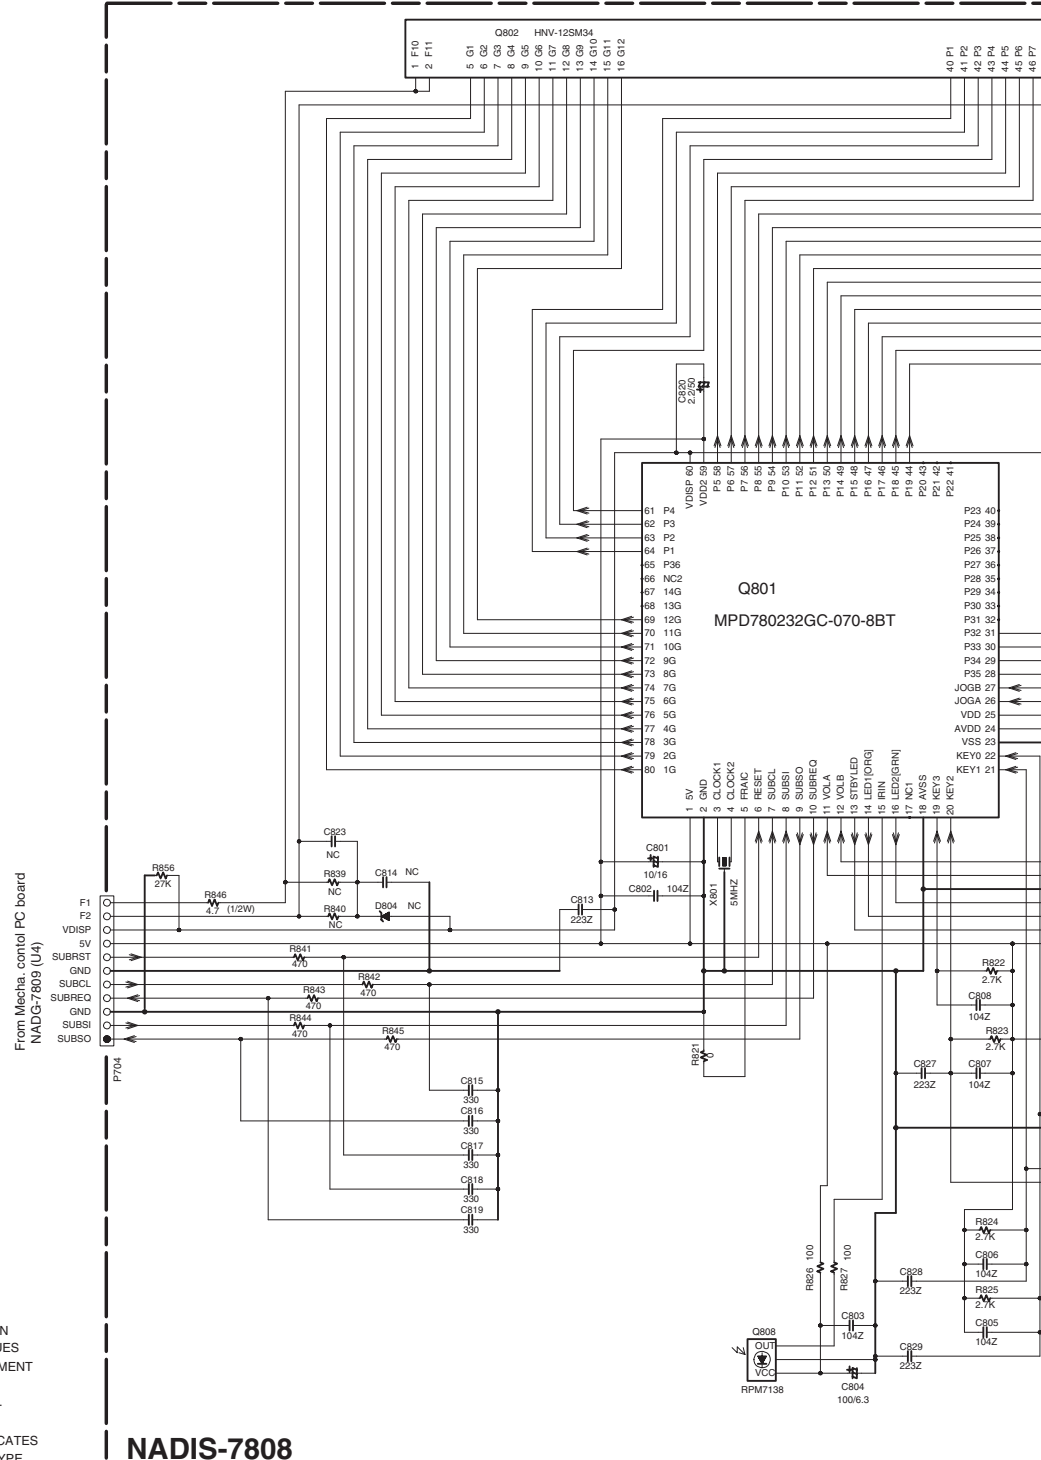 Q802 HNV-12SM34
1 F10
2 F11
5 G1
6 G2
7 G3
8 G4
9 G5
10 G6
11 G7
12 G8
13 G9
14 G10
15 G11
16 G12
40 P1
41 P2
42 P3
43 P4
44 P5
45 P6
46 P7
C820
2.2/50
VDISP 60
VDD2 59
P5 58
P6 57
P7 56
P8 55
P9 54
P10 53
P11 52
P12 51
P13 50
P14 49
P15 48
P16 47
P17 46
P18 45
P19 44
P20 43
P21 42
P22 41
61 P4
62 P3
63 P2
64 P1
65 P36
66 NC2
67 14G
68 13G
69 12G
70 11G
71 10G
72 9G
73 8G
74 7G
75 6G
76 5G
77 4G
78 3G
79 2G
80 1G
Q801
MPD780232GC-070-8BT
P23 40
P24 39
P25 38
P26 37
P27 36
P28 35
P29 34
P30 33
P31 32
P32 31
P33 30
P34 29
P35 28
JOGB 27
JOGA 26
VDD 25
AVDD 24
VSS 23
KEY0 22
KEY1 21
1 5V
2 GND
3 CLOCK1
4 CLOCK2
5 FRAIC
6 RESET
7 SUBCL
8 SUBSI
9 SUBSO
10 SUBREQ
11 VOLA
12 VOLB
13 STBYLED
14 LED1[ORG]
15 IRIN
16 LED2[GRN]
17 NC1
18 AVSS
19 KEY3
20 KEY2
C823
NC
R839
NC
C814 NC
R840
NC
D804 NC
R856
27K
R846
4.7 (1/2W)
C801
10/16
C802 104Z
C813
223Z
X801
5MHZ
From Mecha. contol PC board
NADG-7809 (U4)
F1
F2
VDISP
5V
SUBRST
GND
SUBCL
SUBREQ
GND
SUBSI
SUBSO
P704
R841
470
R842
470
R843
470
R844
470
R845
470
R821
0
R822
2.7K
C808
104Z
R823
2.7K
C827
223Z
C807
104Z
C815
330
C816
330
C817
330
C818
330
C819
330
R826 100
R827 100
R824
2.7K
C806
104Z
R825
2.7K
C805
104Z
C828
223Z
C829
223Z
C803
104Z
Q808
OUT
VCC
RPM7138
C804
100/6.3
N
UES
MENT
CATES
YPE
NADIS-7808